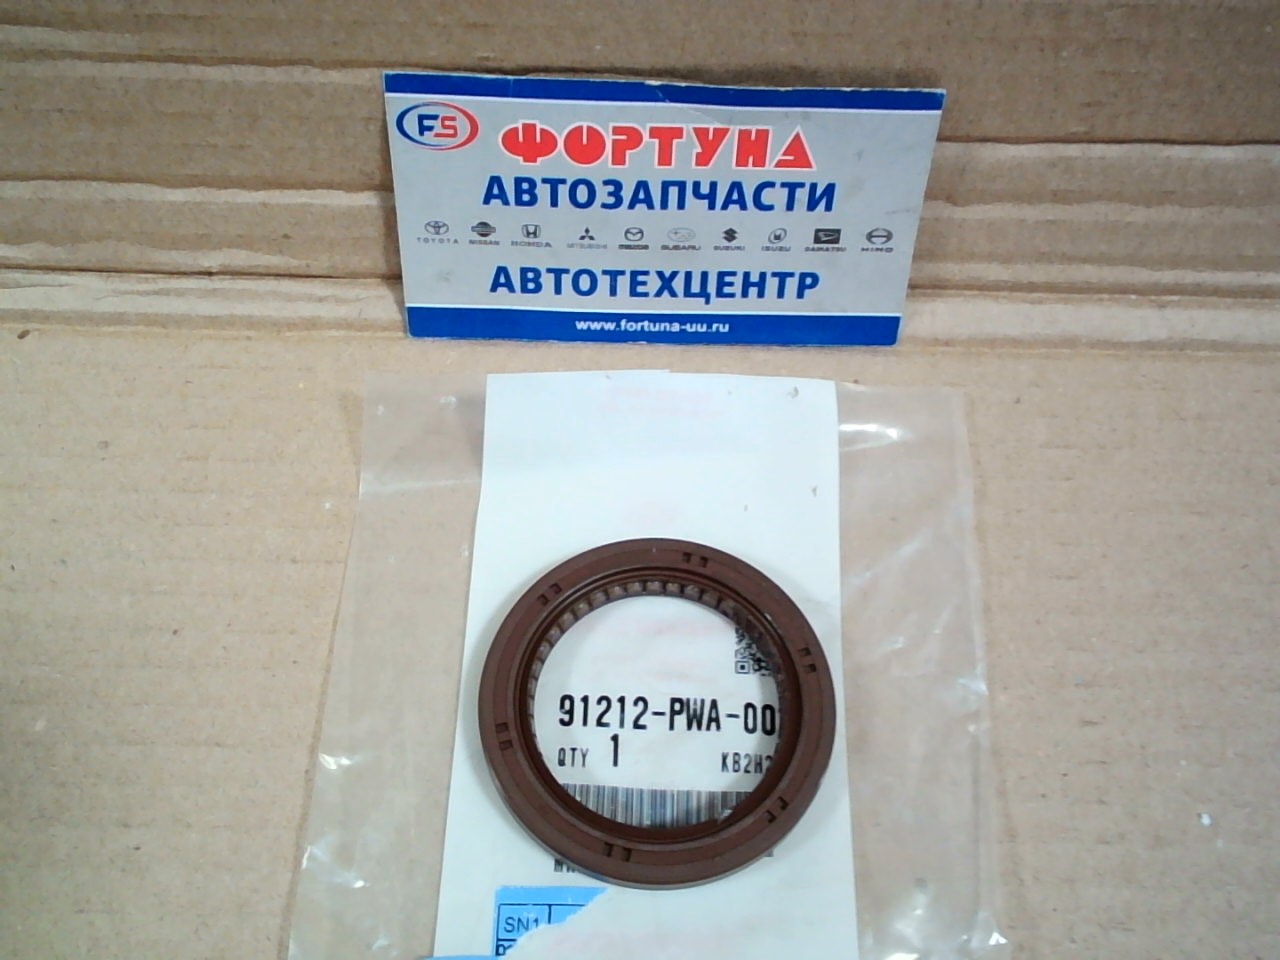 FS ФОРТУНА
АВТОЗАПЧАСТИ
TOYOTA NISSAN HONDA MITSUBISHI MAZDA SUBARU SUZUKI ISUZU DAIHATSU HINO
АВТОТЕХЦЕНТР
www.fortuna-uu.ru
91212-PWA-00
QTY 1 KB2H
SN1